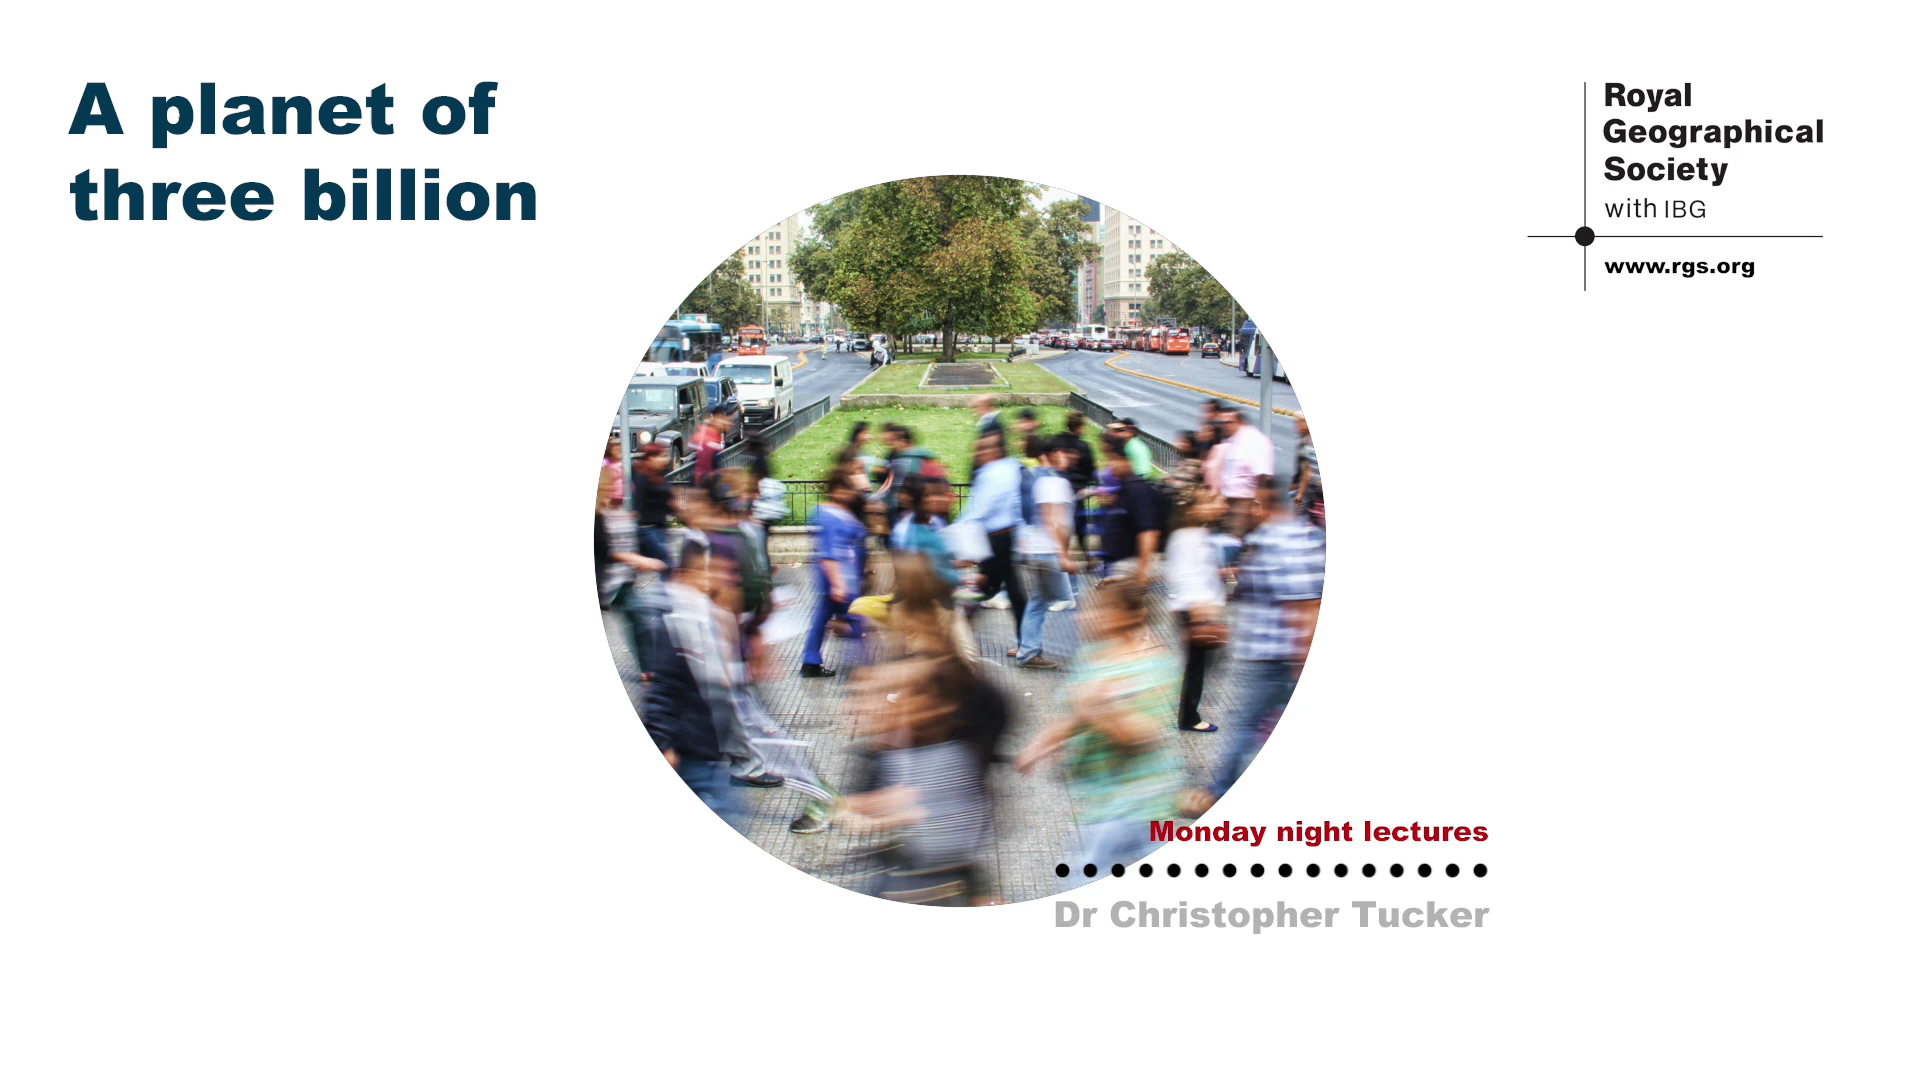 A planet of
three billion
Royal
Geographical
Society
with IBG
www.rgs.org
Monday night lectures
Dr Christopher Tucker